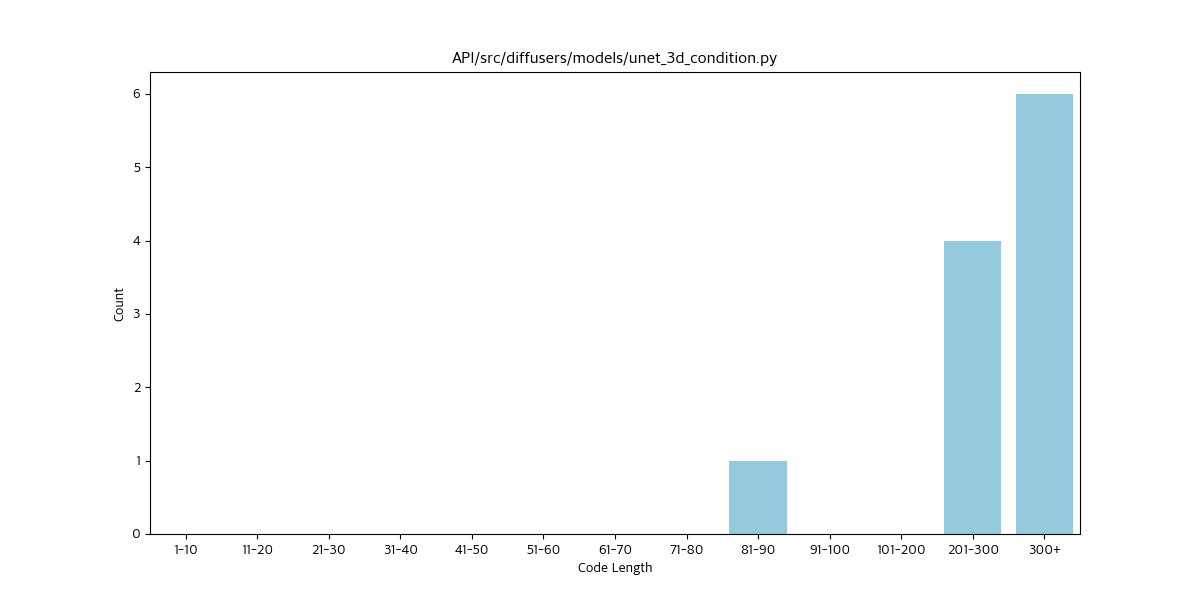 API/src/diffusers/models/unet_3d_condition.py
6
5
4
3
2
1
0
Count
1-10 11-20 21-30 31-40 41-50 51-60 61-70 71-80 81-90 91-100 101-200 201-300 300+
Code Length